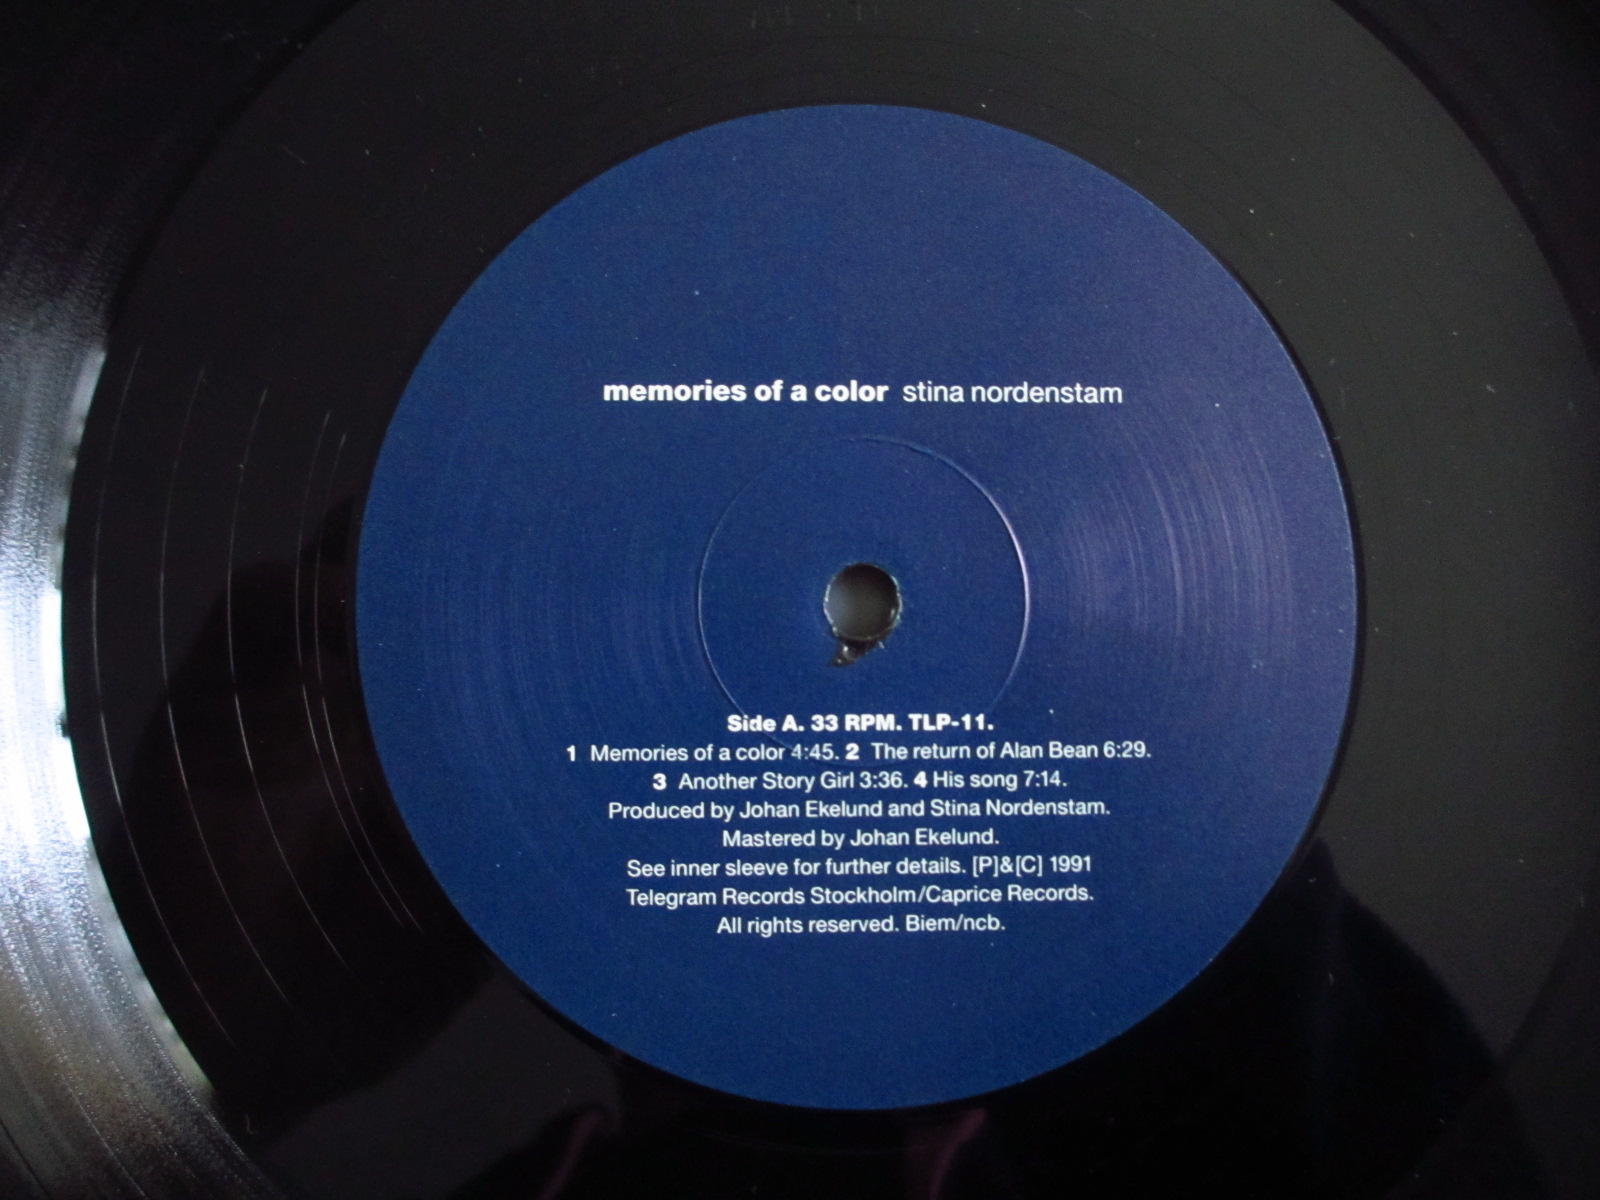 memories of a color stina nordenstam
Side A. 33 RPM. TLP-11.
1 Memories of a color 4:45. 2 The return of Alan Bean 6:29.
3 Another Story Girl 3:36. 4 His song 7:14.
Produced by Johan Ekelund and Stina Nordenstam.
Mastered by Johan Ekelund.
See inner sleeve for further details. [P]&[C] 1991
Telegram Records Stockholm/Caprice Records.
All rights reserved. Biem/ncb.